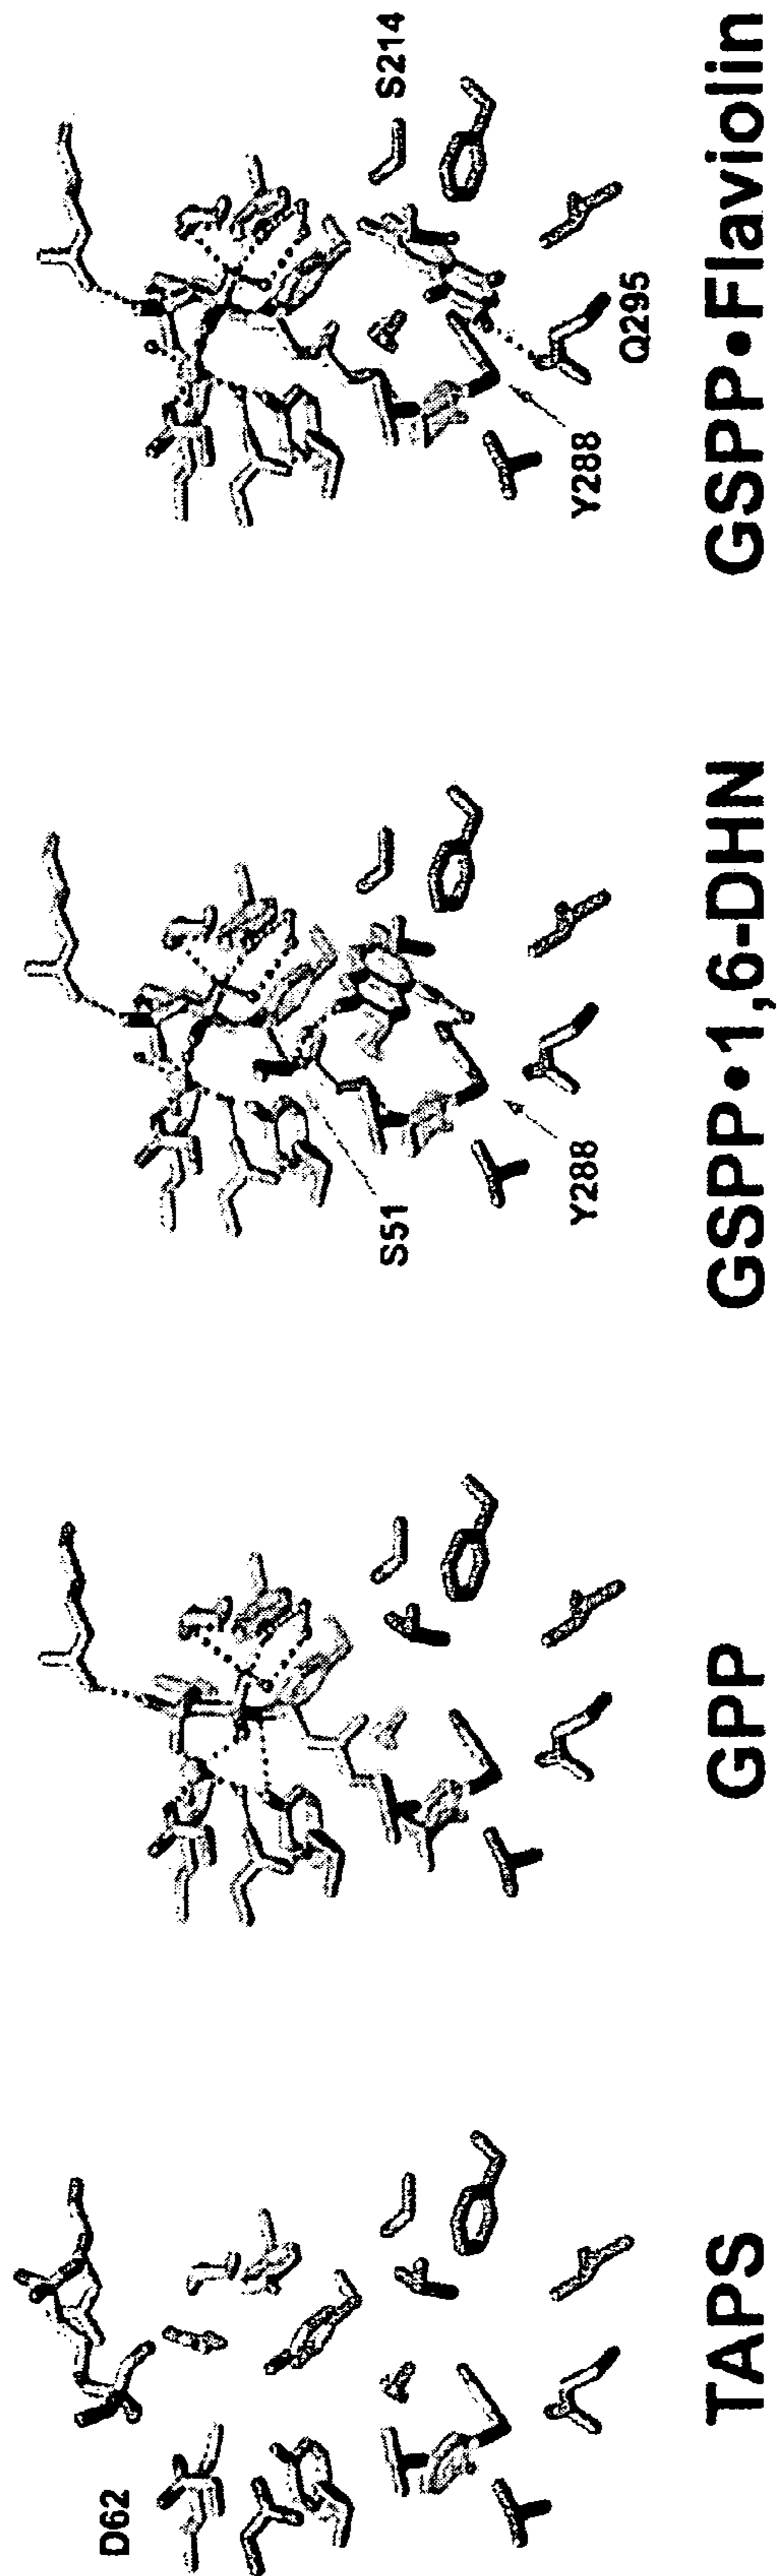 D62
TAPS
GPP
S51
Y288
GSPP•1,6-DHN
S214
Y288
Q295
GSPP•Flaviolin